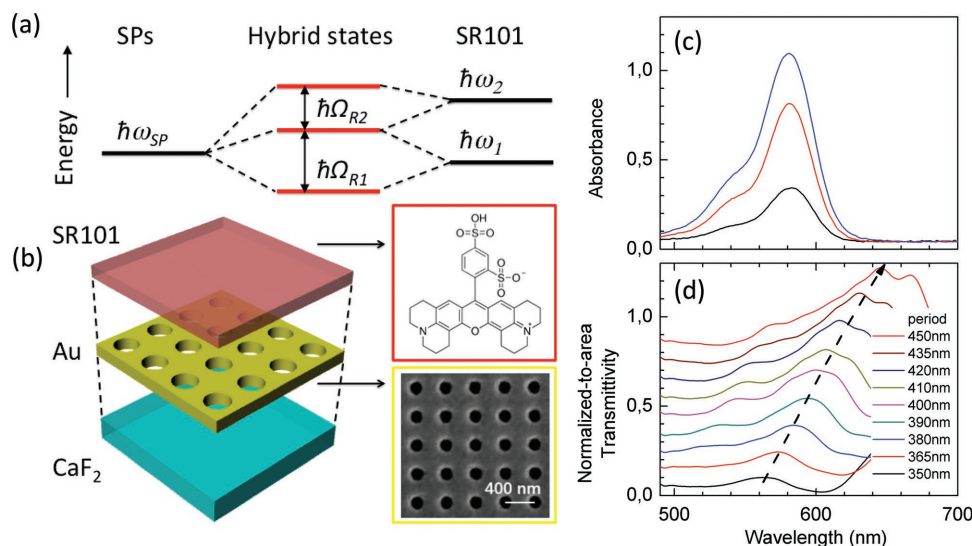 (a)
SPs
Hybrid states
SR101
Energy
ℏω_SP
ℏΩ_R2
ℏΩ_R1
ℏω_2
ℏω_1
(b)
SR101
Au
CaF₂
OH
O=S=O
O
S
O⁻
O
N
O
N⁺
400 nm
(c)
Absorbance
1,0
0,5
0,0
(d)
Normalized-to-area
Transmittivity
1,0
0,5
0,0
period
450nm
435nm
420nm
410nm
400nm
390nm
380nm
365nm
350nm
500
600
700
Wavelength (nm)